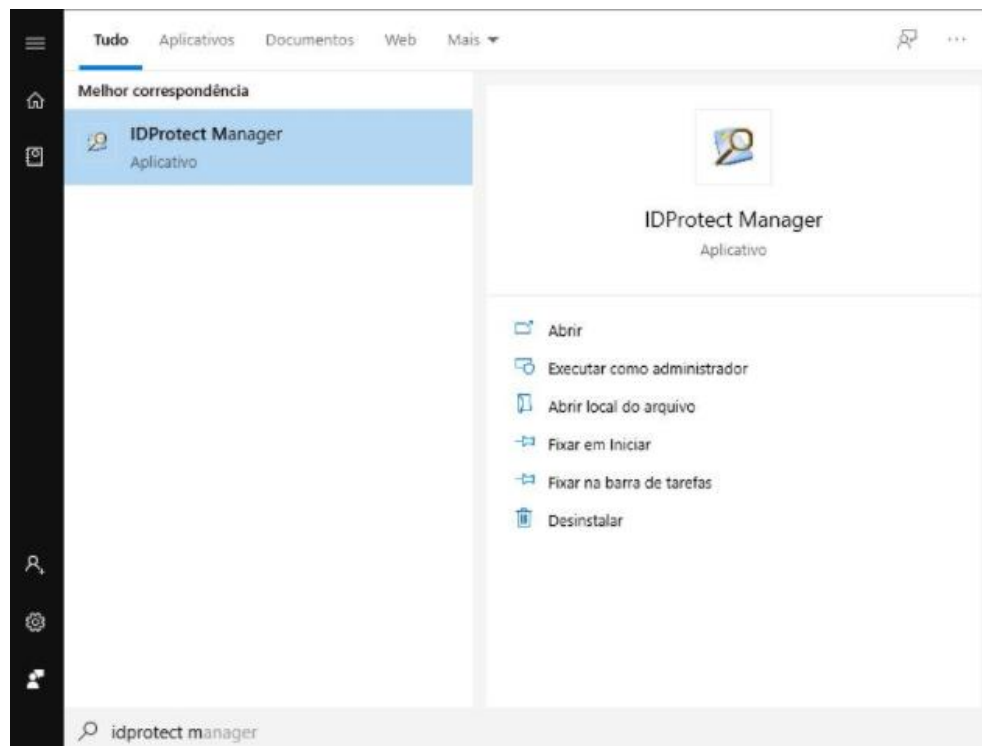 Tudo Aplicativos Documentos Web Mais
Melhor correspondência
IDProtect Manager
Aplicativo
IDProtect Manager
Aplicativo
Abrir
Executar como administrador
Abrir local do arquivo
Fixar em Iniciar
Fixar na barra de tarefas
Desinstalar
idprotect manager